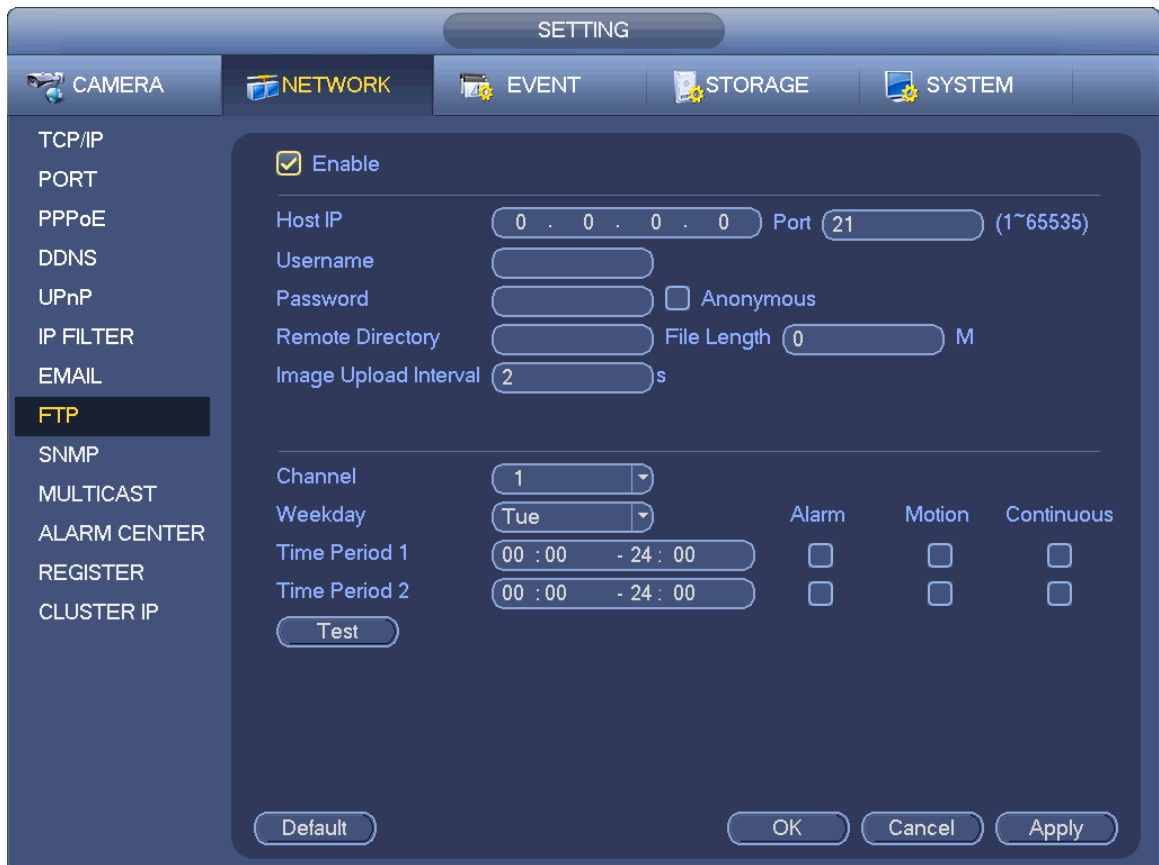 SETTING
CAMERA NETWORK EVENT STORAGE SYSTEM
TCP/IP
PORT
PPPoE
DDNS
UPnP
IP FILTER
EMAIL
FTP
SNMP
MULTICAST
ALARM CENTER
REGISTER
CLUSTER IP
Enable
Host IP 0 . 0 . 0 . 0 Port 21 (1~65535)
Username
Password Anonymous
Remote Directory File Length 0 M
Image Upload Interval 2 s
Channel 1
Weekday Tue Alarm Motion Continuous
Time Period 1 00 :00 - 24 : 00
Time Period 2 00 :00 - 24 : 00
Test
Default OK Cancel Apply